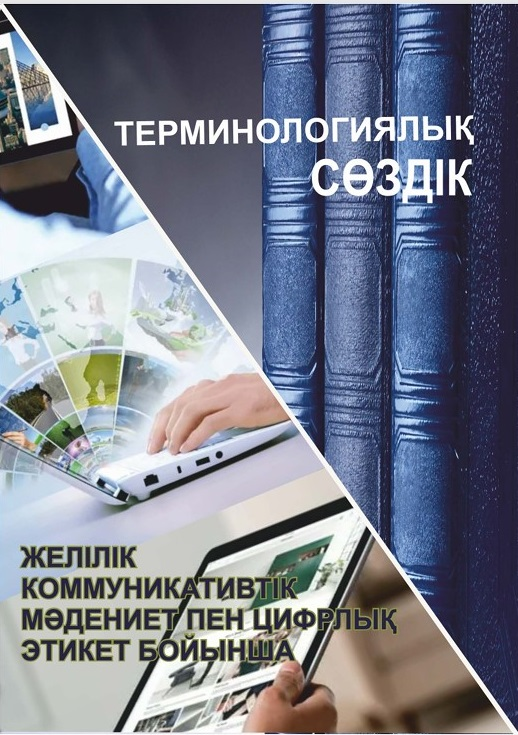 ТЕРМИНОЛОГИЯЛЫҚ
СӨЗДІК
ЖЕЛІЛІК
КОММУНИКАТИВТІК
МӘДЕНИЕТ ПЕН ЦИФРЛЫҚ
ЭТИКЕТ БОЙЫНША